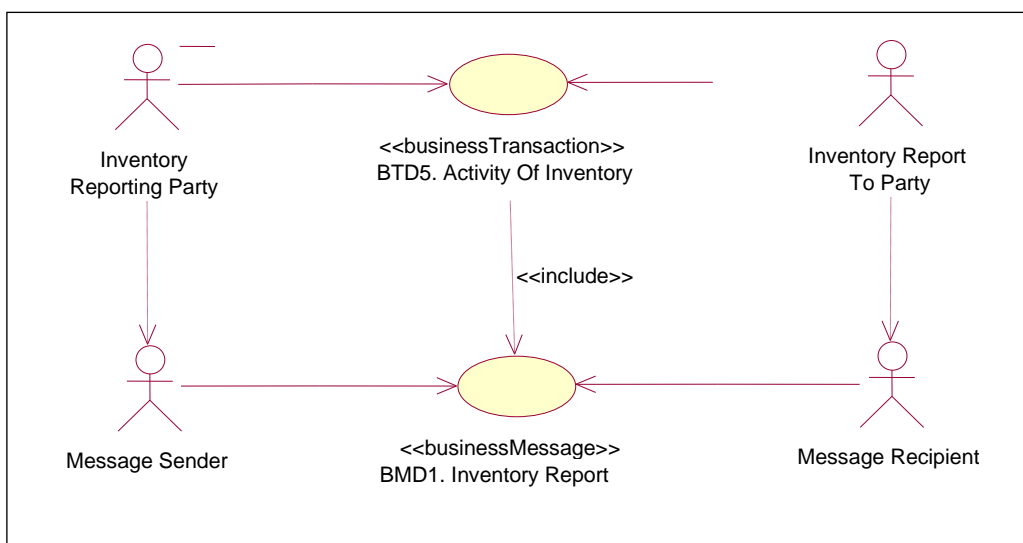 <<businessTransaction>>
BTD5. Activity Of Inventory
Inventory
Reporting Party
Inventory Report
To Party
<<include>>
Message Sender
<<businessMessage>>
BMD1. Inventory Report
Message Recipient